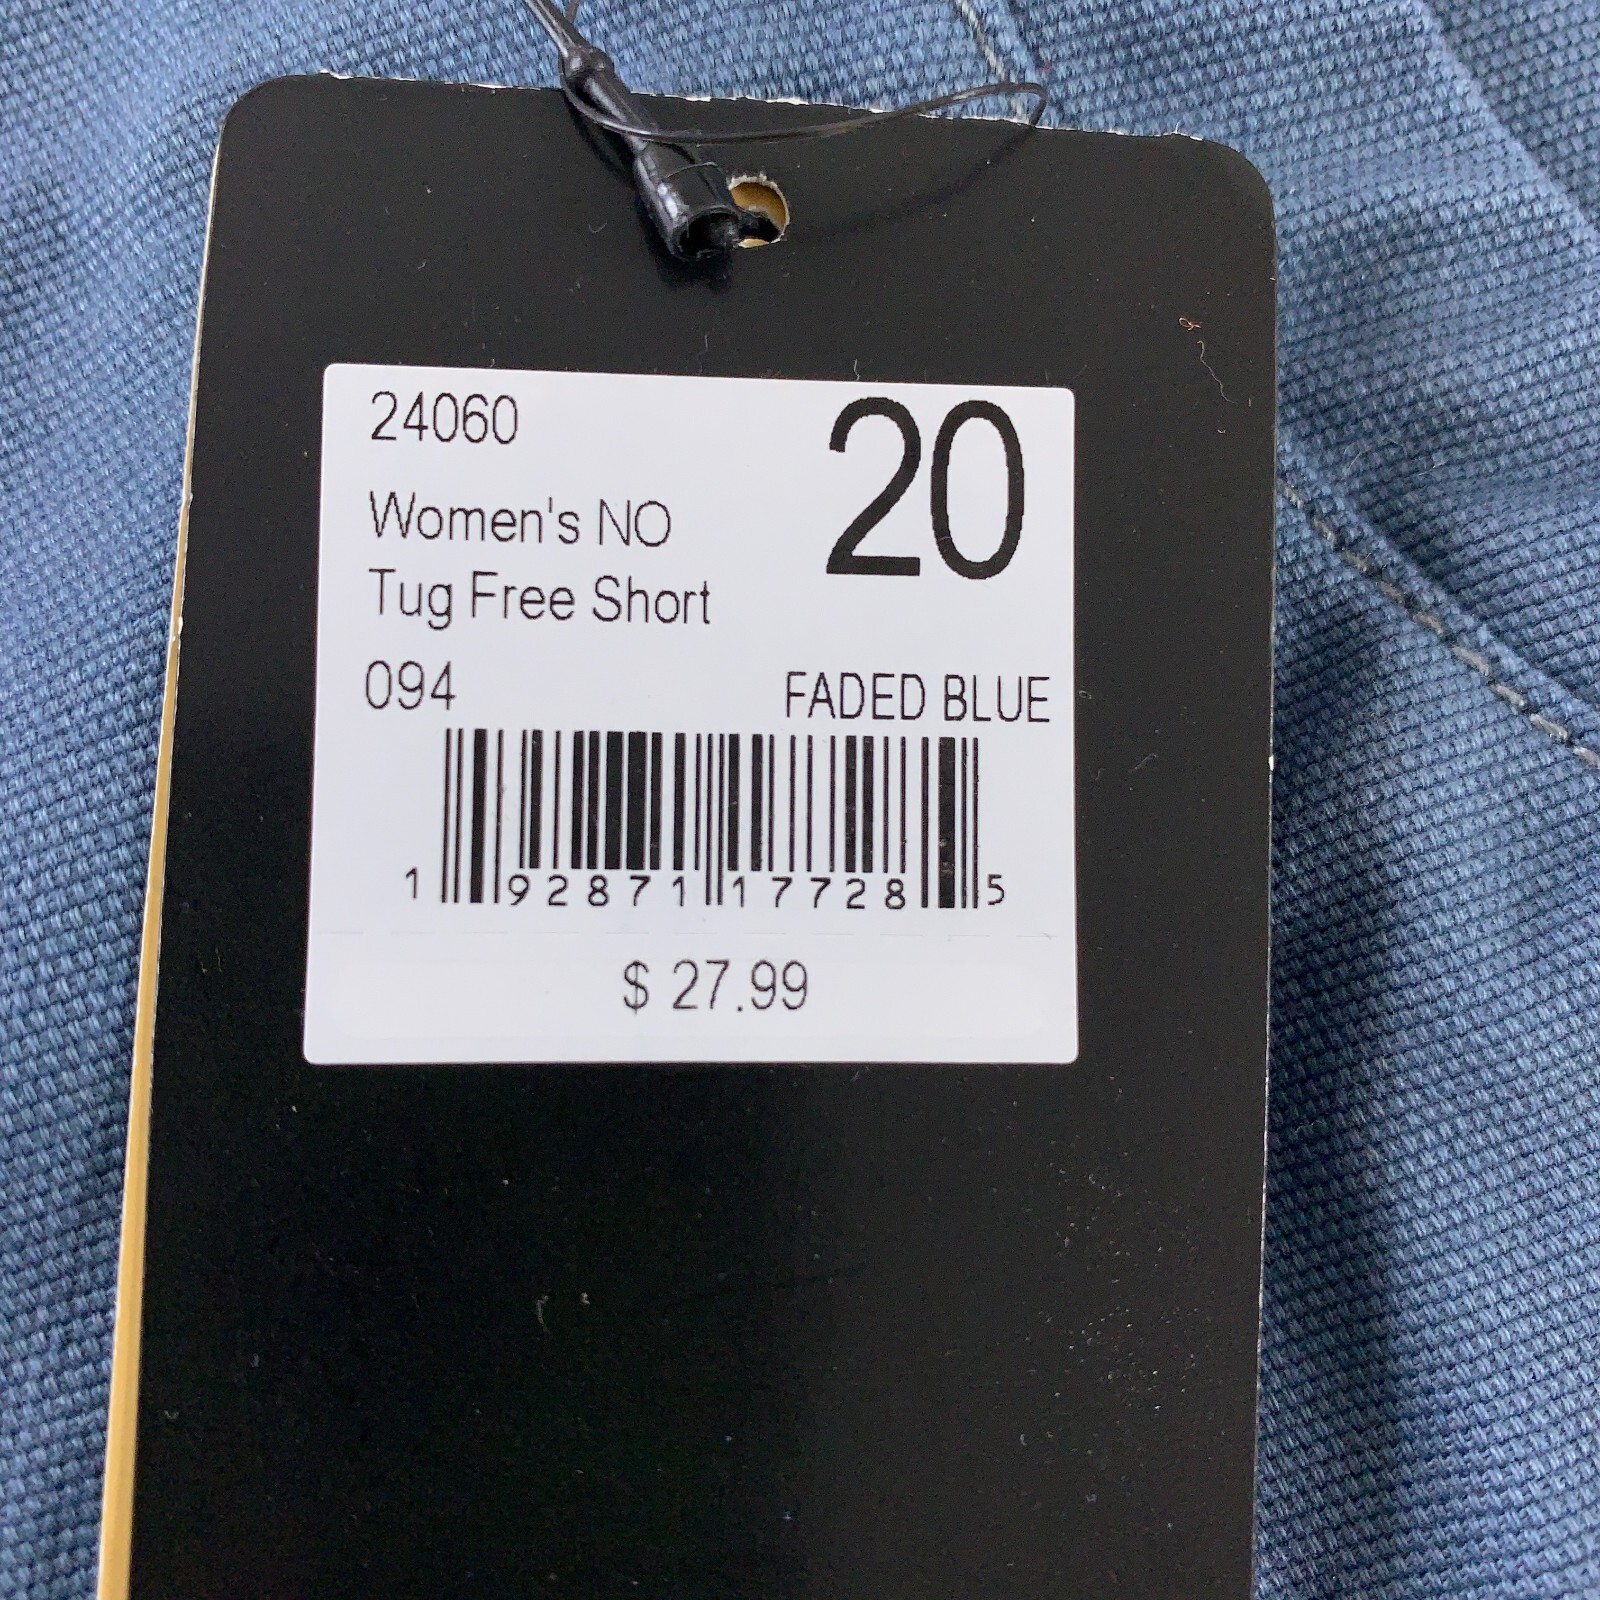 24060
20
Women's NO
Tug Free Short
094 FADED BLUE
1 92871 17728 5
$ 27.99